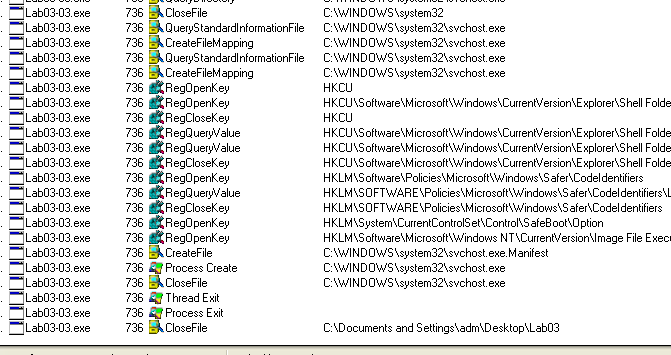 Lab03-03.exe 736 CloseFile C:\WINDOWS\system32
Lab03-03.exe 736 QueryStandardInformationFile C:\WINDOWS\system32\svchost.exe
Lab03-03.exe 736 CreateFileMapping C:\WINDOWS\system32\svchost.exe
Lab03-03.exe 736 QueryStandardInformationFile C:\WINDOWS\system32\svchost.exe
Lab03-03.exe 736 CreateFileMapping C:\WINDOWS\system32\svchost.exe
Lab03-03.exe 736 RegOpenKey HKCU
Lab03-03.exe 736 RegOpenKey HKCU\Software\Microsoft\Windows\CurrentVersion\Explorer\Shell Folde
Lab03-03.exe 736 RegCloseKey HKCU
Lab03-03.exe 736 RegQueryValue HKCU\Software\Microsoft\Windows\CurrentVersion\Explorer\Shell Folde
Lab03-03.exe 736 RegQueryValue HKCU\Software\Microsoft\Windows\CurrentVersion\Explorer\Shell Folde
Lab03-03.exe 736 RegCloseKey HKCU\Software\Microsoft\Windows\CurrentVersion\Explorer\Shell Folde
Lab03-03.exe 736 RegOpenKey HKLM\Software\Policies\Microsoft\Windows\Safer\CodeIdentifiers
Lab03-03.exe 736 RegQueryValue HKLM\SOFTWARE\Policies\Microsoft\Windows\Safer\CodeIdentifiers\L
Lab03-03.exe 736 RegCloseKey HKLM\SOFTWARE\Policies\Microsoft\Windows\Safer\CodeIdentifiers
Lab03-03.exe 736 RegOpenKey HKLM\System\CurrentControlSet\Control\SafeBoot\Option
Lab03-03.exe 736 RegOpenKey HKLM\Software\Microsoft\Windows NT\CurrentVersion\Image File Exec
Lab03-03.exe 736 CreateFile C:\WINDOWS\system32\svchost.exe.Manifest
Lab03-03.exe 736 Process Create C:\WINDOWS\system32\svchost.exe
Lab03-03.exe 736 CloseFile C:\WINDOWS\system32\svchost.exe
Lab03-03.exe 736 Thread Exit
Lab03-03.exe 736 Process Exit
Lab03-03.exe 736 CloseFile C:\Documents and Settings\adm\Desktop\Lab03